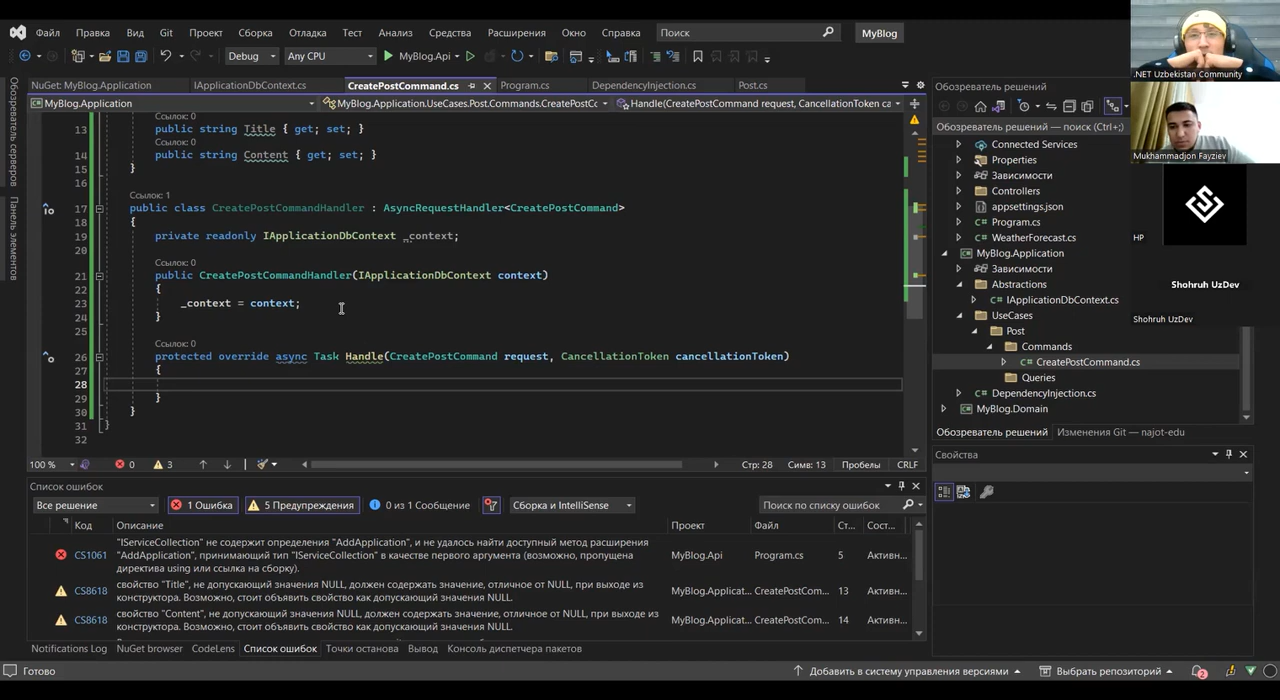 Файл Правка Вид Git Проект Сборка Отладка Тест Анализ Средства Расширения Окно Справка Поиск MyBlog
Debug Any CPU MyBlog.Api
NuGet: MyBlog.Application IApplicationDbContext.cs CreatePostCommand.cs Program.cs DependencyInjection.cs Post.cs
MyBlog.Application MyBlog.Application.UseCases.Post.Commands.CreatePostCc Handle(CreatePostCommand request, CancellationToken ca
Обозреватель серверов
Панель элементов
Ссылок: 0
13 public string Title { get; set; }
Ссылок: 0
14 public string Content { get; set; }
15 }
16
Ссылок: 1
17 public class CreatePostCommandHandler : AsyncRequestHandler<CreatePostCommand>
18 {
19 private readonly IApplicationDbContext _context;
20
Ссылок: 0
21 public CreatePostCommandHandler(IApplicationDbContext context)
22 {
23 _context = context;
24 }
25
Ссылок: 0
26 protected override async Task Handle(CreatePostCommand request, CancellationToken cancellationToken)
27 {
28
29 }
30 }
31 }
32
100 % 0 3 Стр: 28 Симв: 13 Пробелы CRLF
Список ошибок
Все решение 1 Ошибка 5 Предупреждения 0 из 1 Сообщение Сборка и IntelliSense Поиск по списку ошибок
Код Описание Проект Файл Ст... Сост...
CS1061 "IServiceCollection" не содержит определения "AddApplication", и не удалось найти доступный метод расширения "AddApplication", принимающий тип "IServiceCollection" в качестве первого аргумента (возможно, пропущена директива using или ссылка на сборку). MyBlog.Api Program.cs 5 Активн...
CS8618 свойство "Title", не допускающий значения NULL, должен содержать значение, отличное от NULL, при выходе из конструктора. Возможно, стоит объявить свойство как допускающий значения NULL. MyBlog.Applicat... CreatePostCom... 13 Активн...
CS8618 свойство "Content", не допускающий значения NULL, должен содержать значение, отличное от NULL, при выходе из конструктора. Возможно, стоит объявить свойство как допускающий значения NULL. MyBlog.Applicat... CreatePostCom... 14 Активн...
Notifications Log NuGet browser CodeLens Список ошибок Точки останова Вывод Консоль диспетчера пакетов
Готово Добавить в систему управления версиями Выбрать репозиторий 2
Обозреватель решений
Обозреватель решений — поиск (Ctrl+;)
Connected Services
Properties
Зависимости
Controllers
appsettings.json
Program.cs
WeatherForecast.cs
MyBlog.Application
Зависимости
Abstractions
IApplicationDbContext.cs
UseCases
Post
Commands
CreatePostCommand.cs
Queries
DependencyInjection.cs
MyBlog.Domain
Обозреватель решений Изменения Git — najot-edu
Свойства
.NET Uzbekistan Community
Mukhammadjon Fayziev
HP
Shohruh UzDev
Shohruh UzDev